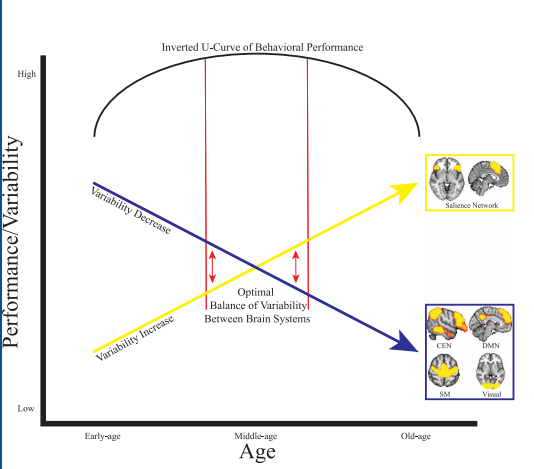 Inverted U-Curve of Behavioral Performance
High
Performance/Variability
Variability Decrease
Salience Network
Optimal
Balance of Variability
Between Brain Systems
Variability Increase
CEN DMN
SM Visual
Low
Early-age Middle-age Old-age
Age